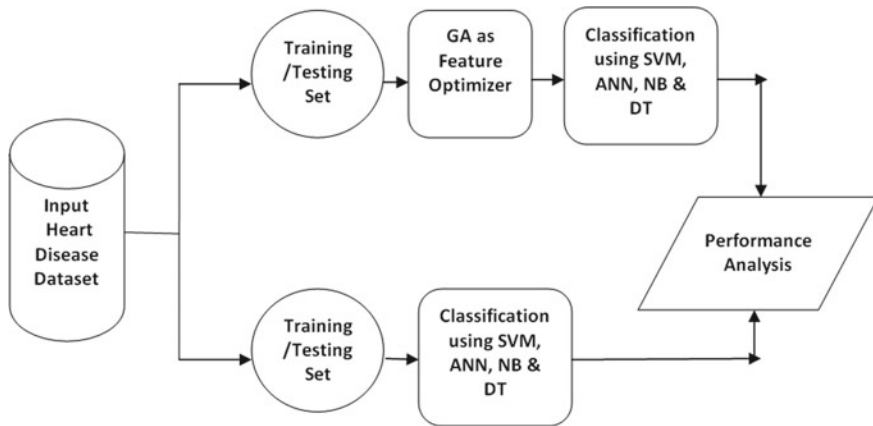 Input
Heart
Disease
Dataset
Training
/Testing
Set
GA as
Feature
Optimizer
Classification
using SVM,
ANN, NB &
DT
Training
/Testing
Set
Classification
using SVM,
ANN, NB &
DT
Performance
Analysis